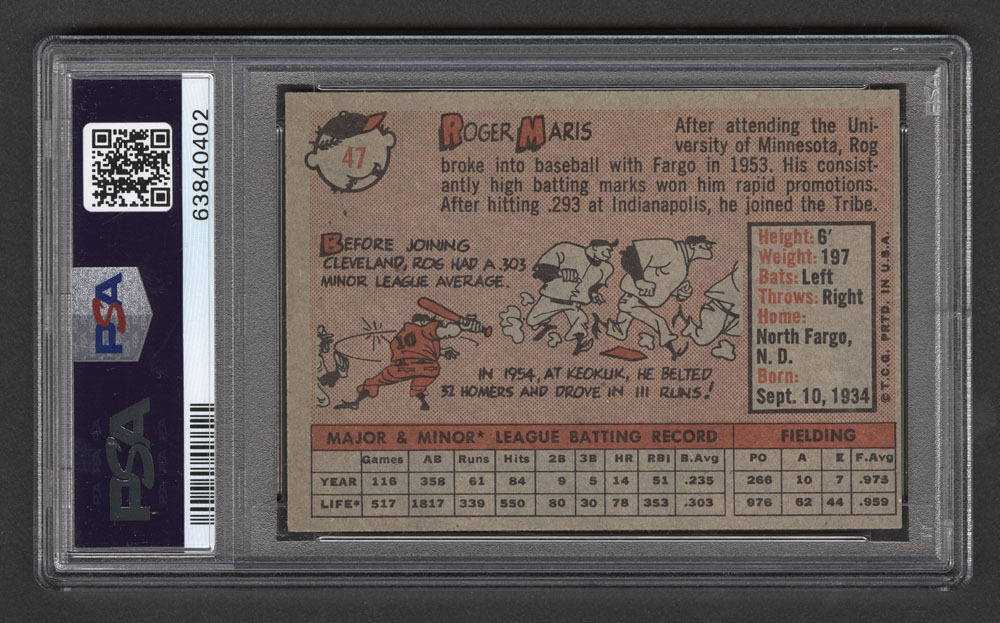 PSA
PSA
63840402
47
ROGER MARIS
After attending the Uni-
versity of Minnesota, Rog
broke into baseball with Fargo in 1953. His consist-
antly high batting marks won him rapid promotions.
After hitting .293 at Indianapolis, he joined the Tribe.
BEFORE JOINING
CLEVELAND, ROG HAD A .303
MINOR LEAGUE AVERAGE.
10
IN 1954, AT KEOKUK, HE BELTED
32 HOMERS AND DROVE IN 111 RUNS!
Height: 6'
Weight: 197
Bats: Left
Throws: Right
Home:
North Fargo,
N. D.
Born:
Sept. 10, 1934
© T.C.G. PRTD. IN U.S.A.
MAJOR & MINOR* LEAGUE BATTING RECORD FIELDING
Games AB Runs Hits 2B 3B HR RBI B.Avg PO A E F.Avg
YEAR 116 358 61 84 9 5 14 51 .235 266 10 7 .975
LIFE* 517 1817 339 550 80 30 78 353 .303 976 62 44 .959